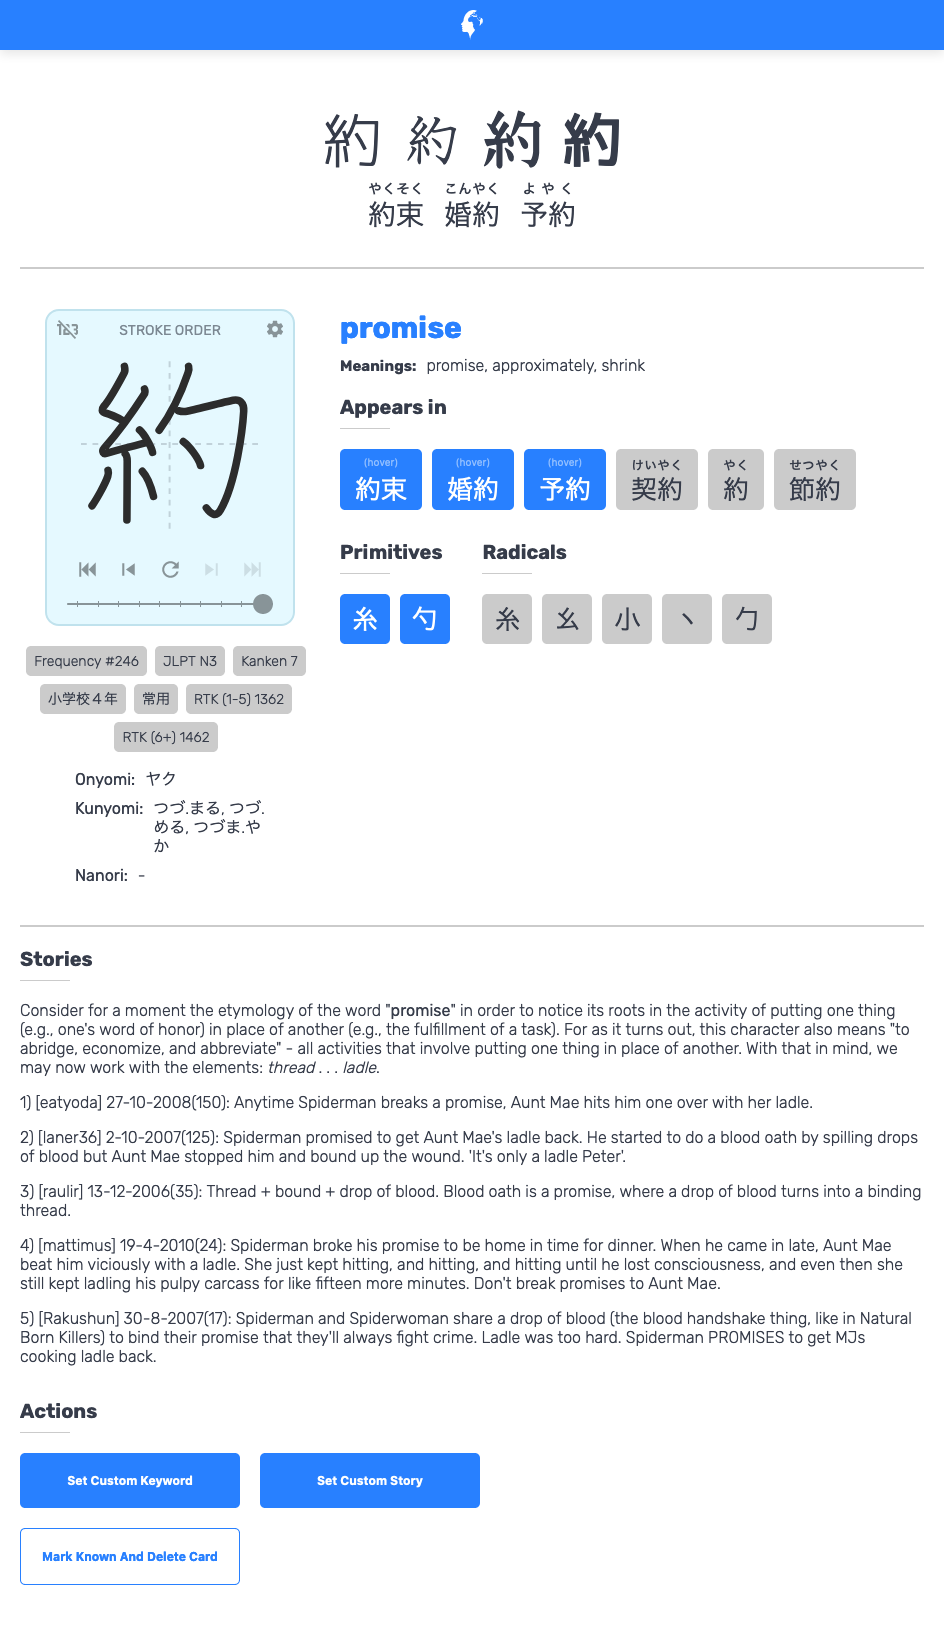 約 約 約 約
やくそく こんやく よやく
約束 婚約 予約
123 STROKE ORDER
約
promise
Meanings: promise, approximately, shrink
Appears in
(hover) (hover) (hover) けいやく やく せつやく
約束 婚約 予約 契約 約 節約
Primitives Radicals
糸 勺 糸 幺 小 丶 勹
Frequency #246 JLPT N3 Kanken 7
小学校４年 常用 RTK (1-5) 1362
RTK (6+) 1462
Onyomi: ヤク
Kunyomi: つづ.まる, つづ.
める, つづま.や
か
Nanori: -
Stories
Consider for a moment the etymology of the word "promise" in order to notice its roots in the activity of putting one thing
(e.g., one's word of honor) in place of another (e.g., the fulfillment of a task). For as it turns out, this character also means "to
abridge, economize, and abbreviate" - all activities that involve putting one thing in place of another. With that in mind, we
may now work with the elements: thread . . . ladle.
1) [eatyoda] 27-10-2008(150): Anytime Spiderman breaks a promise, Aunt Mae hits him one over with her ladle.
2) [laner36] 2-10-2007(125): Spiderman promised to get Aunt Mae's ladle back. He started to do a blood oath by spilling drops
of blood but Aunt Mae stopped him and bound up the wound. 'It's only a ladle Peter'.
3) [raulir] 13-12-2006(35): Thread + bound + drop of blood. Blood oath is a promise, where a drop of blood turns into a binding
thread.
4) [mattimus] 19-4-2010(24): Spiderman broke his promise to be home in time for dinner. When he came in late, Aunt Mae
beat him viciously with a ladle. She just kept hitting, and hitting, and hitting until he lost consciousness, and even then she
still kept ladling his pulpy carcass for like fifteen more minutes. Don't break promises to Aunt Mae.
5) [Rakushun] 30-8-2007(17): Spiderman and Spiderwoman share a drop of blood (the blood handshake thing, like in Natural
Born Killers) to bind their promise that they'll always fight crime. Ladle was too hard. Spiderman PROMISES to get MJs
cooking ladle back.
Actions
Set Custom Keyword Set Custom Story
Mark Known And Delete Card